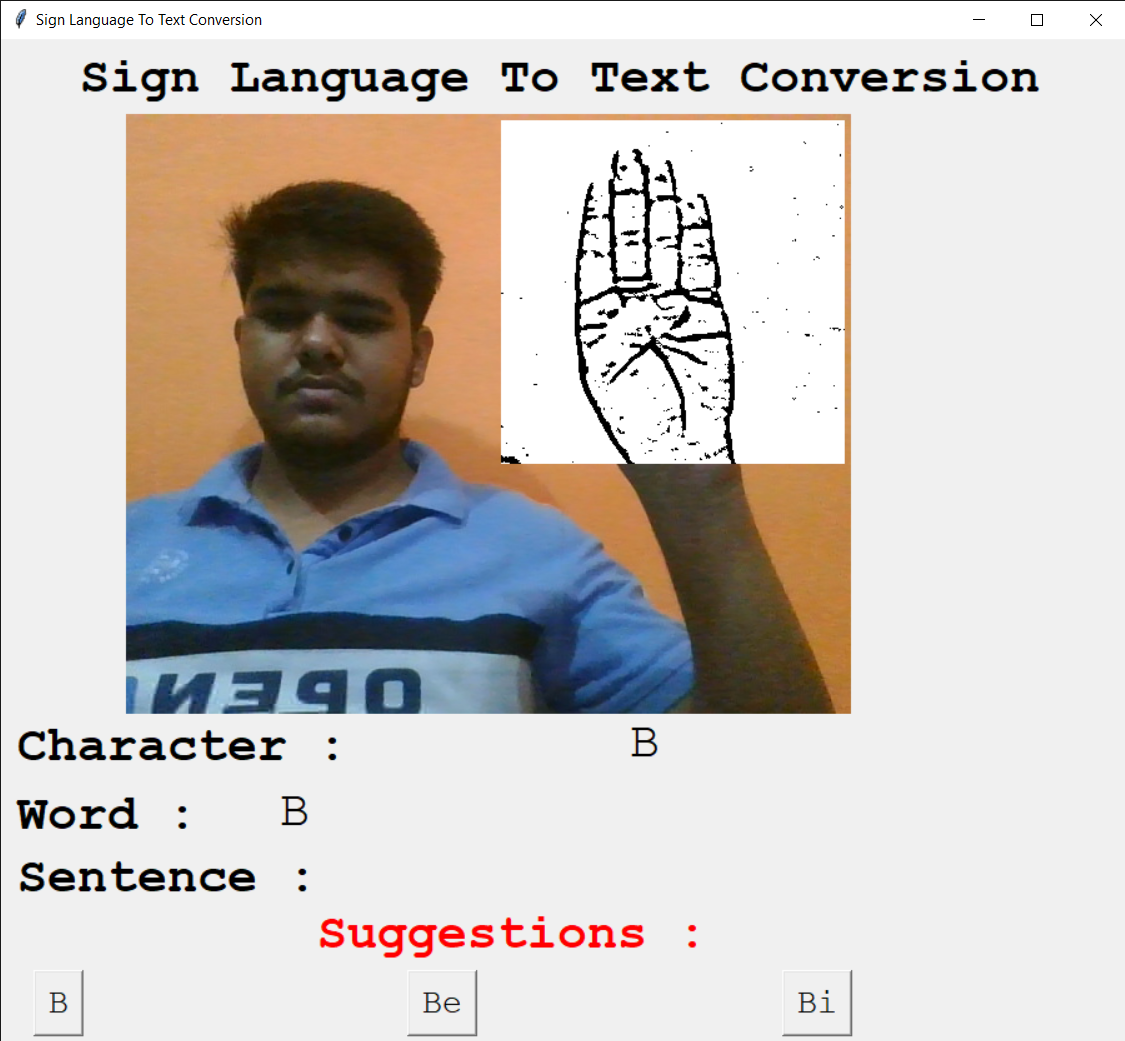 Sign Language To Text Conversion
Sign Language To Text Conversion
OPEN
Character : B
Word : B
Sentence :
Suggestions :
B Be Bi